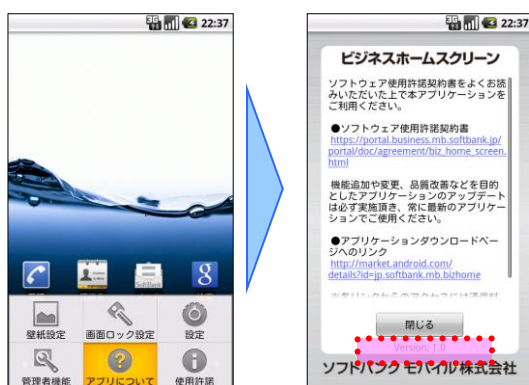 3G
22:37
SoftBank
8
壁紙設定
画面ロック設定
設定
管理者機能
アプリについて
使用許諾
3G
22:37
ビジネスホームスクリーン
ソフトウェア使用許諾契約書をよくお読
みいただいた上で本アプリケーションを
ご利用ください。
●ソフトウェア使用許諾契約書
https://portal.business.mb.softbank.jp/
portal/doc/agreement/biz_home_screen.
html
機能追加や変更、品質改善などを目的
としたアプリケーションのアップデート
は必ず実施頂き、常に最新のアプリケー
ションでご使用ください。
●アプリケーションダウンロードペー
ジへのリンク
http://market.android.com/
details?id=jp.softbank.mb.bizhome
閉じる
Version: 1.0
ソフトバンク モバイル株式会社